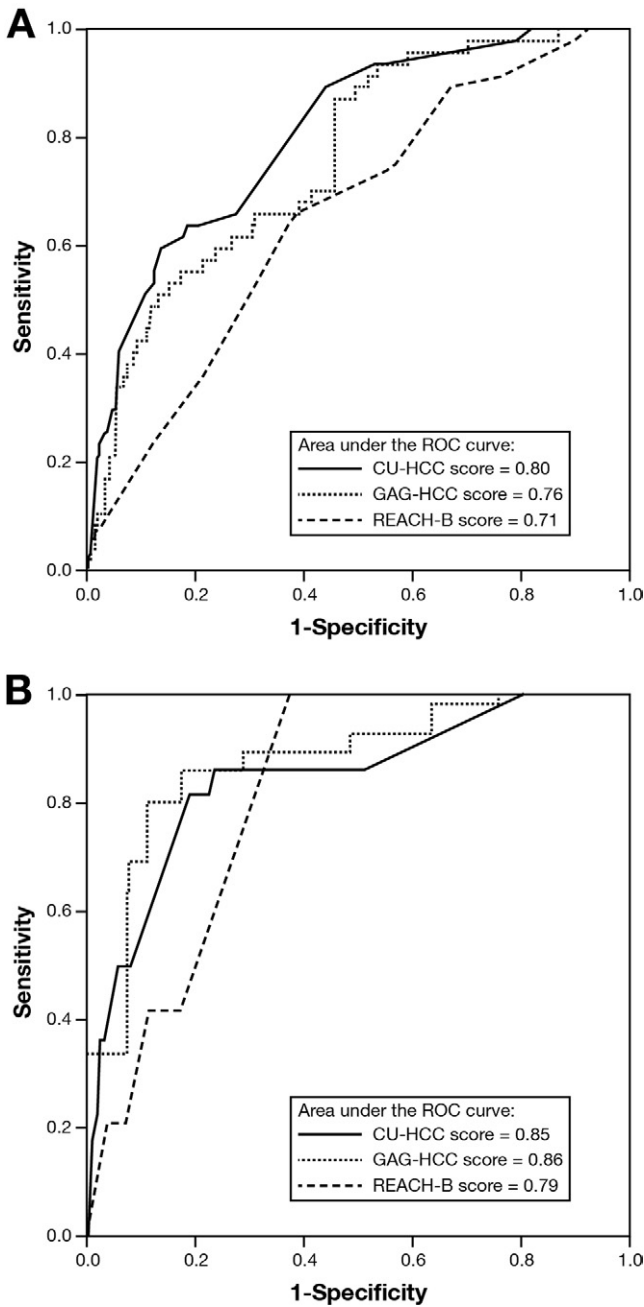 A
1.0
0.8
0.6
0.4
0.2
0.0
Sensitivity
Area under the ROC curve:
CU-HCC score = 0.80
GAG-HCC score = 0.76
REACH-B score = 0.71
0.0 0.2 0.4 0.6 0.8 1.0
1-Specificity
B
1.0
0.8
0.6
0.4
0.2
0.0
Sensitivity
Area under the ROC curve:
CU-HCC score = 0.85
GAG-HCC score = 0.86
REACH-B score = 0.79
0.0 0.2 0.4 0.6 0.8 1.0
1-Specificity